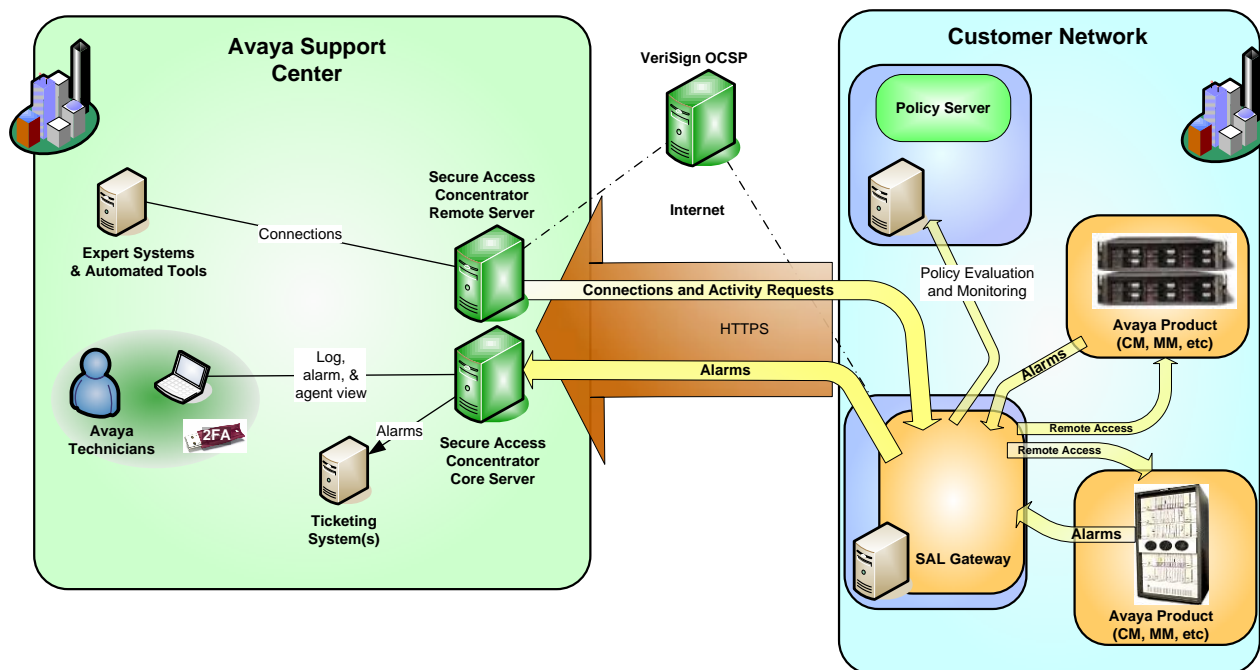 Avaya Support
Center
VeriSign OCSP
Customer Network
Policy Server
Secure Access
Concentrator
Remote Server
Internet
Connections
Expert Systems
& Automated Tools
Policy Evaluation
and Monitoring
Connections and Activity Requests
HTTPS
Avaya Product
(CM, MM, etc)
Alarms
Log,
alarm, &
agent view
Alarms
2FA
Avaya
Technicians
Alarms
Secure Access
Concentrator
Core Server
Remote Access
Remote Access
Ticketing
System(s)
Alarms
SAL Gateway
Avaya Product
(CM, MM, etc)